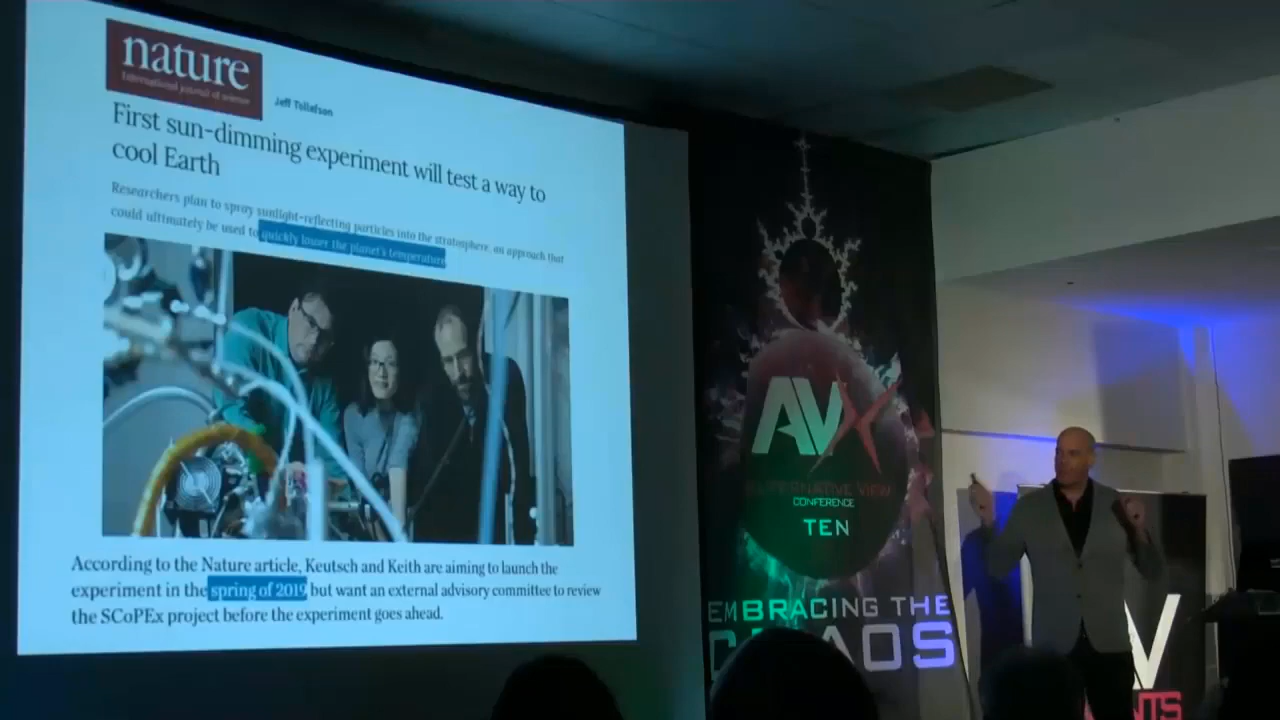 nature
International journal of science
Jeff Tollefson
First sun-dimming experiment will test a way to
cool Earth
Researchers plan to spray sunlight-reflecting particles into the stratosphere, an approach that
could ultimately be used to quickly lower the planet's temperature
According to the Nature article, Keutsch and Keith are aiming to launch the
experiment in the spring of 2019 but want an external advisory committee to review
the SCoPEx project before the experiment goes ahead.
AVX
ALTERNATIVE VIEW
CONFERENCE
TEN
EMBRACING THE